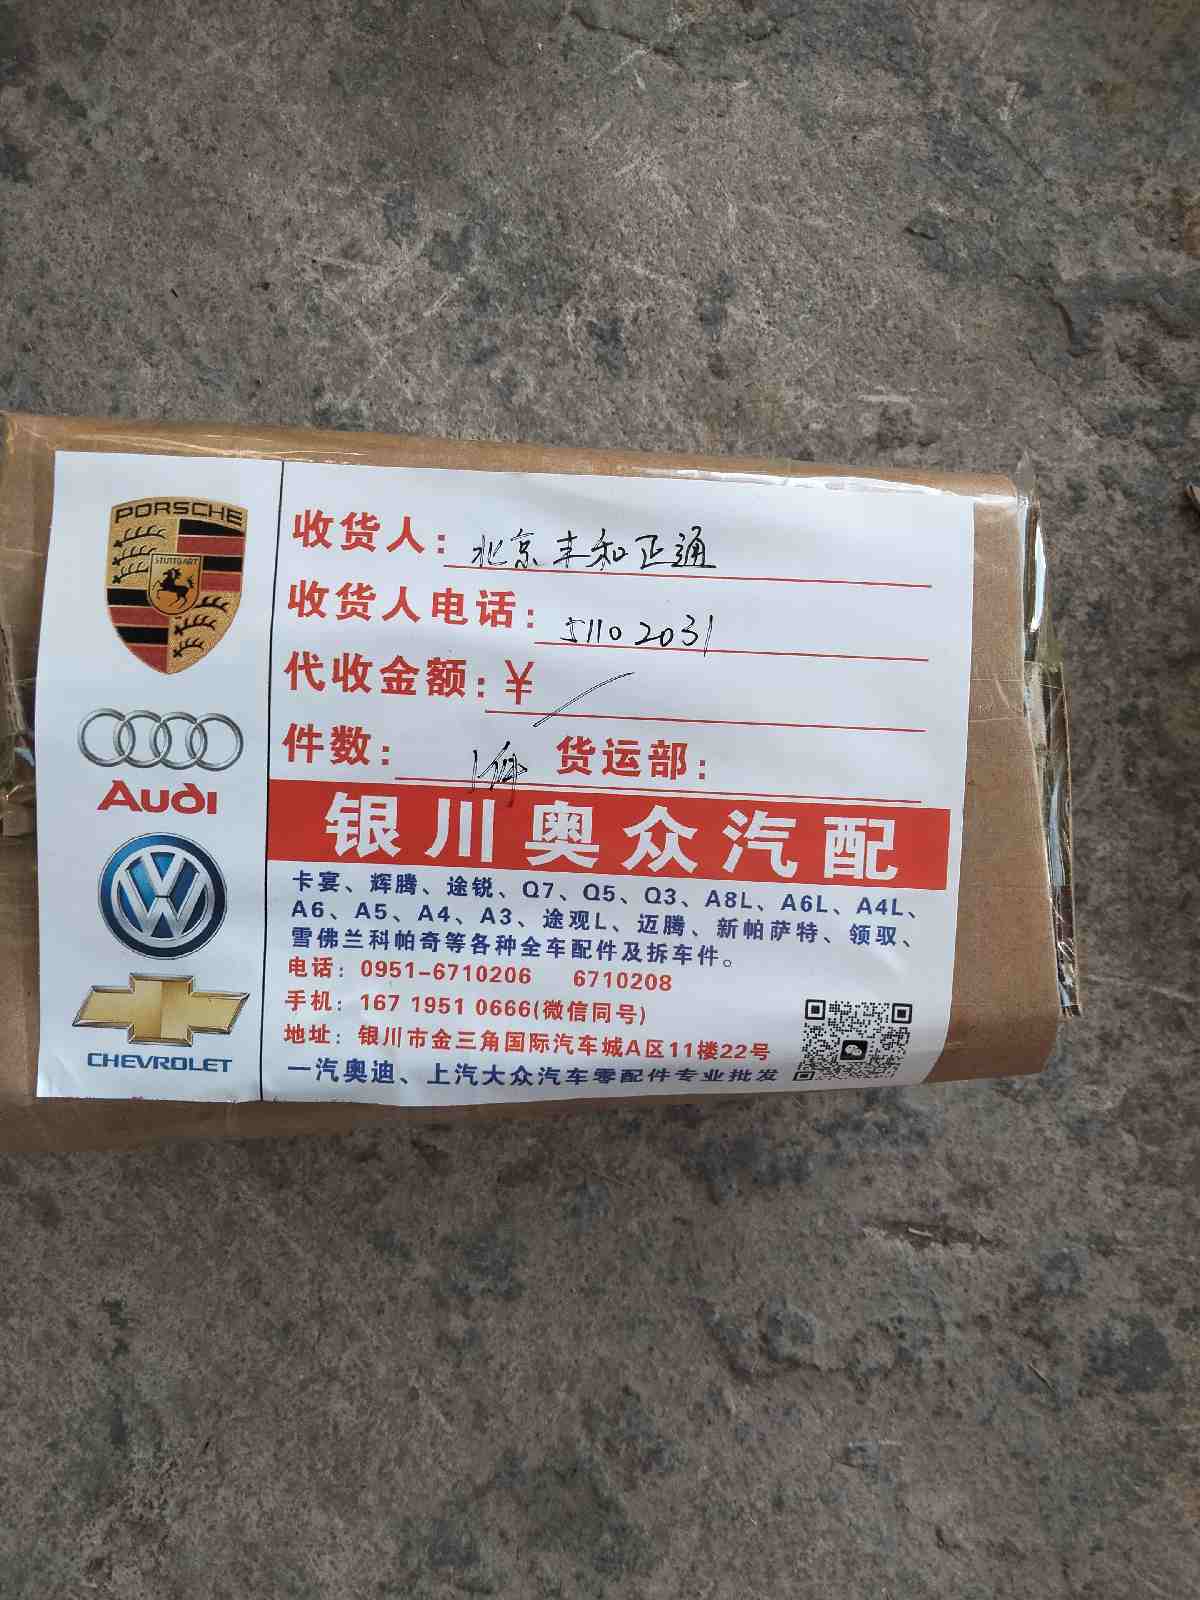 PORSCHE
STUTTGART
Audi
CHEVROLET
收货人: 北京丰和正通
收货人电话: 51102031
代收金额: ¥ /
件数: 1件 货运部:
银川奥众汽配
卡宴、辉腾、途锐、Q7、Q5、Q3、A8L、A6L、A4L、
A6、A5、A4、A3、途观L、迈腾、新帕萨特、领驭、
雪佛兰科帕奇等各种全车配件及拆车件。
电话: 0951-6710206 6710208
手机: 167 1951 0666(微信同号)
地址: 银川市金三角国际汽车城A区11楼22号
一汽奥迪、上汽大众汽车零配件专业批发